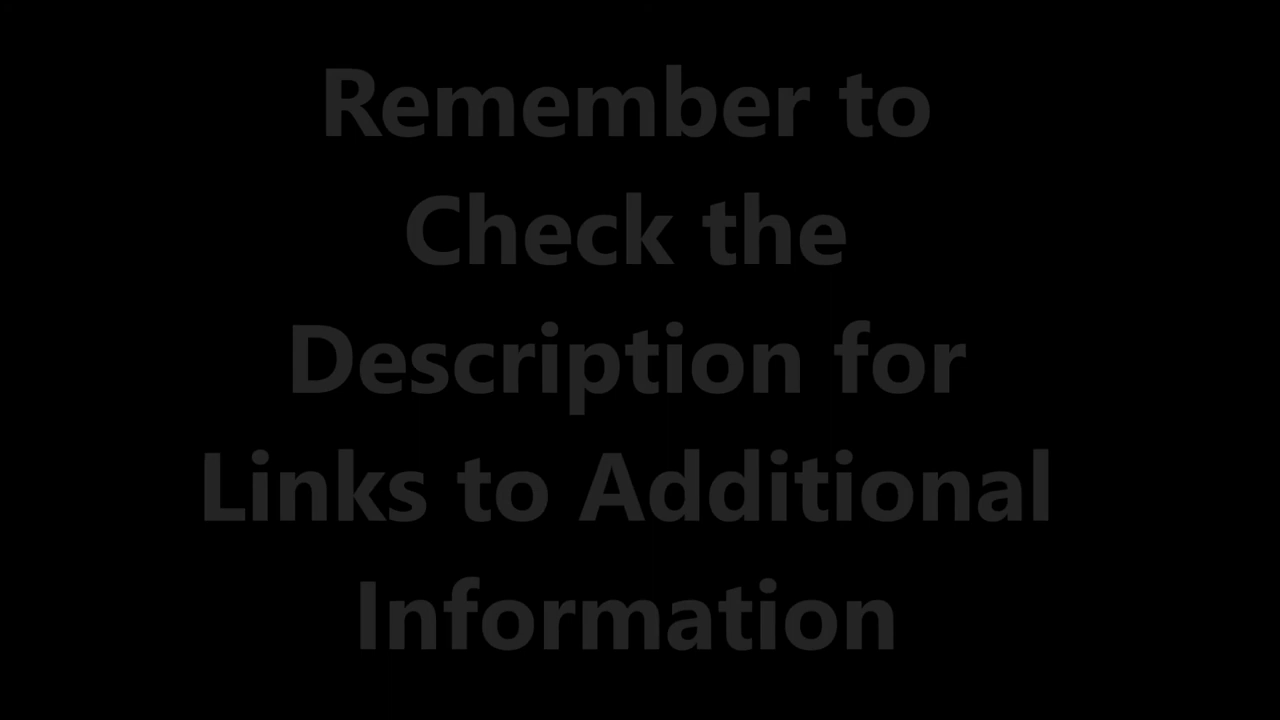 Remember to
Check the
Description for
Links to Additional
Information